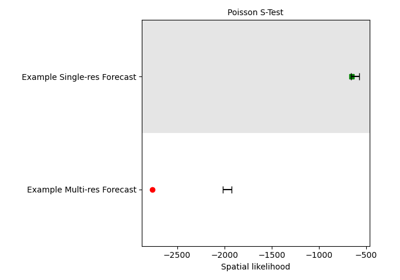 Poisson S-Test
Example Single-res Forecast
Example Multi-res Forecast
−2500 −2000 −1500 −1000 −500
Spatial likelihood